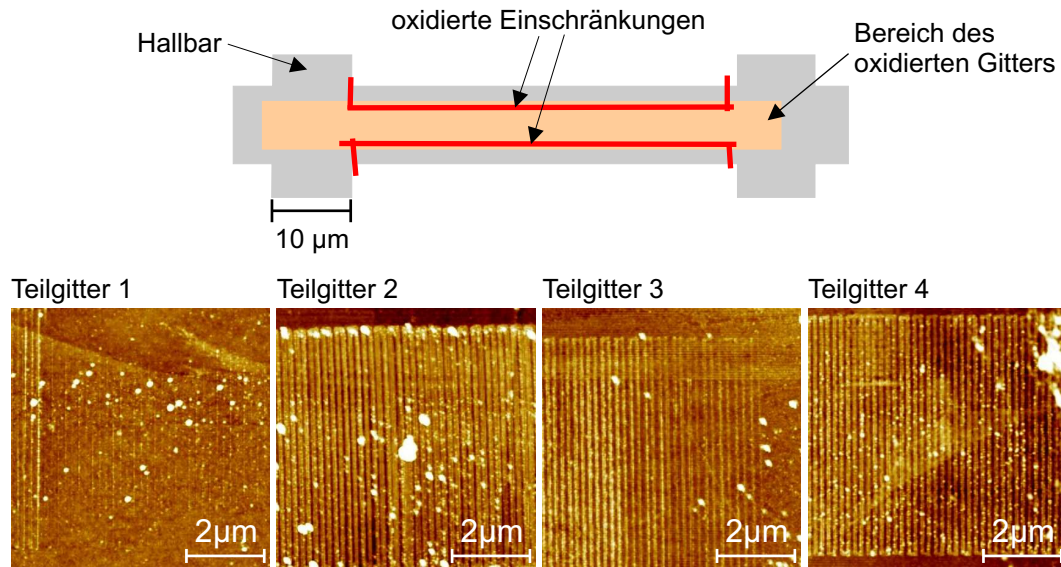 oxidierte Einschränkungen
Hallbar
Bereich des
oxidierten Gitters
10 µm
Teilgitter 1
Teilgitter 2
Teilgitter 3
Teilgitter 4
2µm
2µm
2µm
2µm